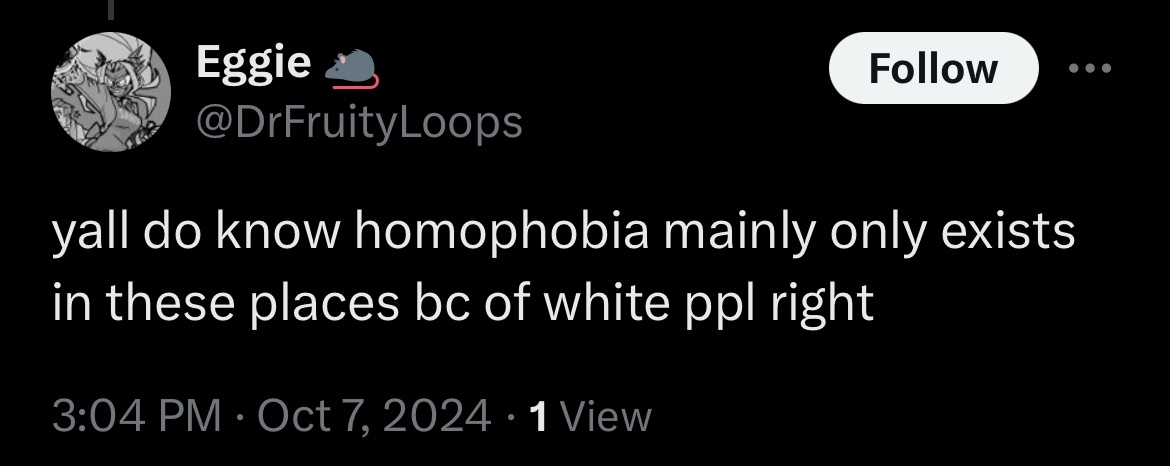 Eggie 🐀
Follow
@DrFruityLoops
yall do know homophobia mainly only exists
in these places bc of white ppl right
3:04 PM · Oct 7, 2024 · 1 View